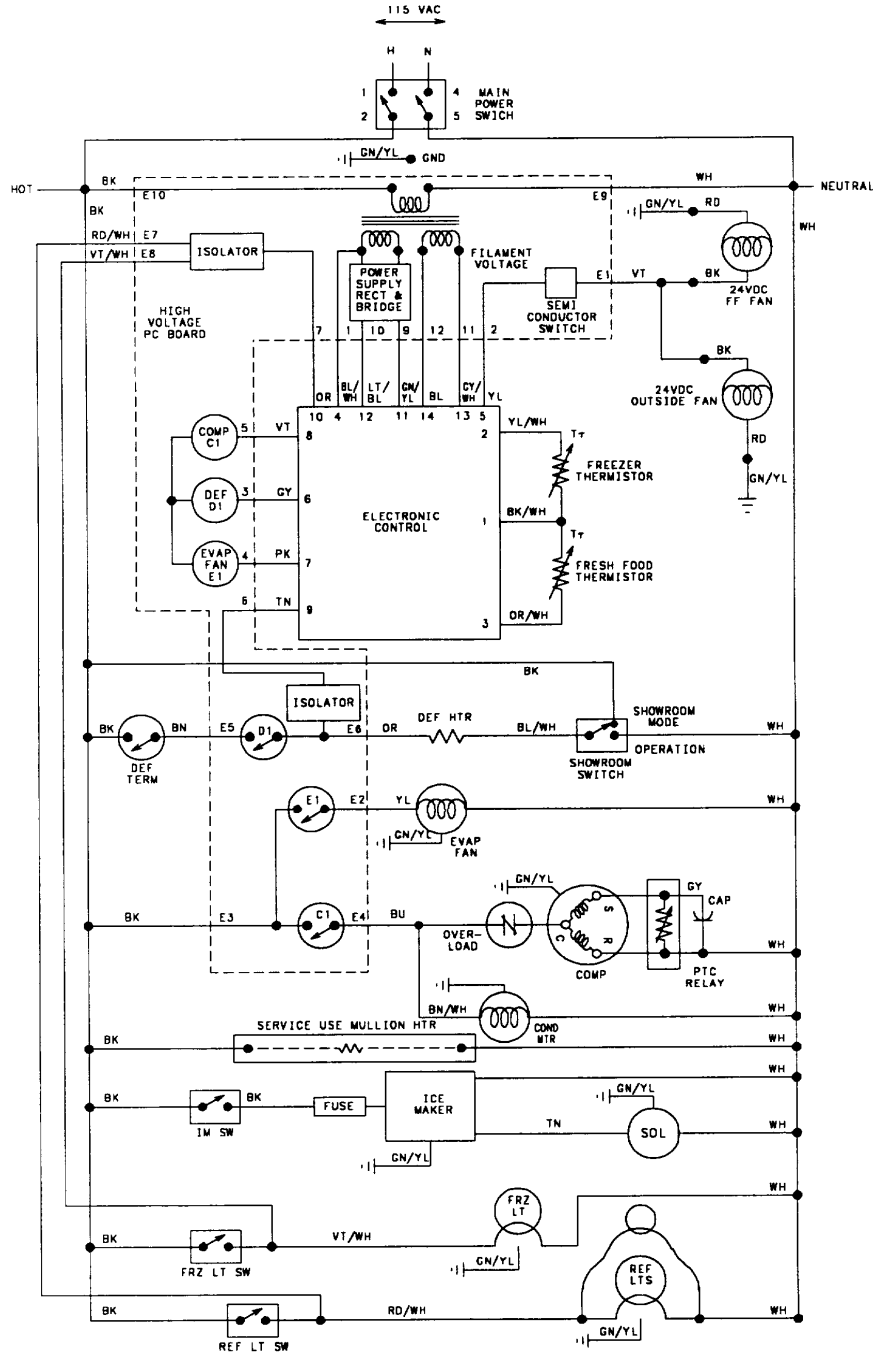 115 VAC
H N
1 4 MAIN
POWER
2 5 SWICH
GN/YL GND
HOT BK E10 WH E9 NEUTRAL
BK GN/YL RD WH
RD/WH E7
VT/WH E8 ISOLATOR
FILAMENT
VOLTAGE
POWER
SUPPLY
RECT &
BRIDGE
E1 VT BK
SEMI
CONDUCTOR
SWITCH
24VDC
FF FAN
HIGH
VOLTAGE
PC BOARD
7 1 10 9 12 11 2
BK
24VDC
OUTSIDE FAN
OR BL/WH LT/BL GN/YL BL GY/WH YL
10 4 12 11 14 13 5
RD
GN/YL
COMP
C1
5 VT 8
2 YL/WH TT
FREEZER
THERMISTOR
DEF
D1
3 GY 6
ELECTRONIC
CONTROL
1 BK/WH TT
EVAP
FAN
E1
4 PK 7
FRESH FOOD
THERMISTOR
6 TN 9
3 OR/WH
BK
ISOLATOR
SHOWROOM
MODE
BK BN E5 D1 E6 OR DEF HTR BL/WH OPERATION WH
DEF
TERM
SHOWROOM
SWITCH
E1 E2 YL WH
GN/YL EVAP
FAN
GN/YL
BK E3 C1 E4 BU
OVER-
LOAD
C S R
COMP
GY CAP
WH
PTC
RELAY
BN/WH WH
COND
MTR
SERVICE USE MULLION HTR
BK WH
WH
BK BK FUSE ICE
MAKER
GN/YL
IM SW
TN SOL WH
GN/YL
FRZ
LT
WH
BK VT/WH
GN/YL
FRZ LT SW
REF
LTS
BK RD/WH WH
GN/YL
REF LT SW